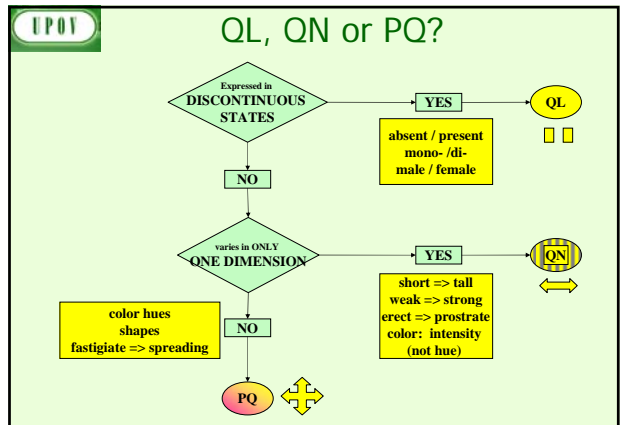 UPOV
QL, QN or PQ?
Expressed in
DISCONTINUOUS
STATES
YES
QL
absent / present
mono- /di-
male / female
NO
varies in ONLY
ONE DIMENSION
YES
QN
short => tall
weak => strong
erect => prostrate
color: intensity
(not hue)
color hues
shapes
fastigiate => spreading
NO
PQ